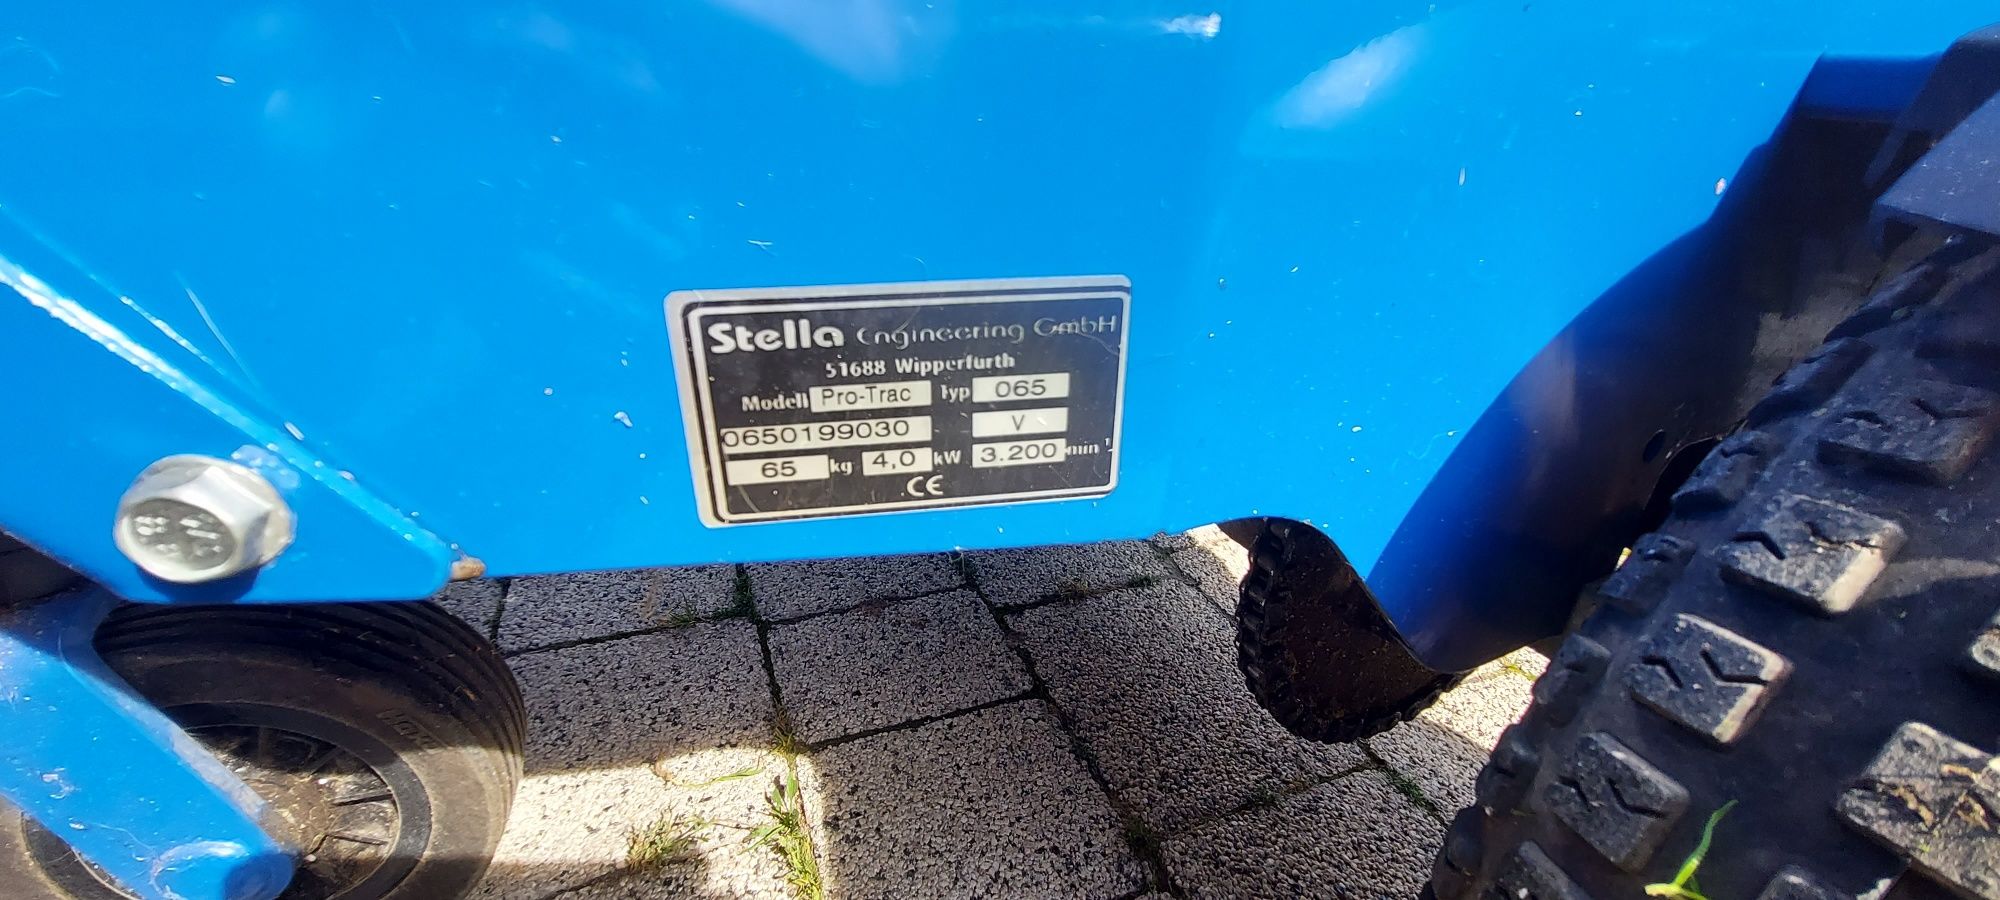 Stella Engineering GmbH
51688 Wipperfürth
Modell Pro-Trac Typ 065
0650199030 V
65 kg 4,0 kW 3.200 min⁻¹
CE